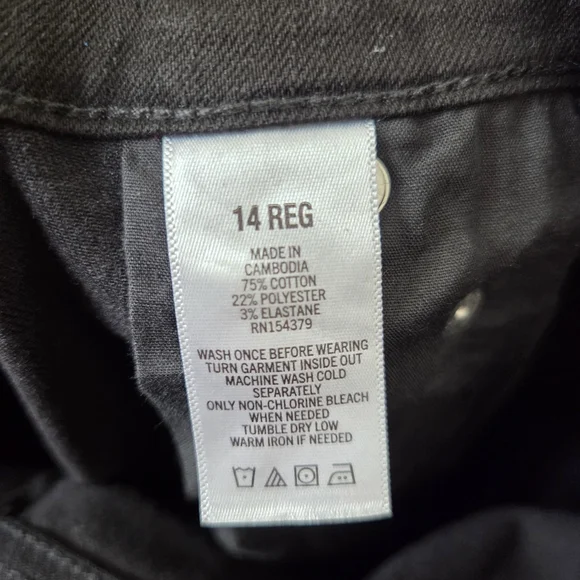 14 REG
MADE IN
CAMBODIA
75% COTTON
22% POLYESTER
3% ELASTANE
RN154379
WASH ONCE BEFORE WEARING
TURN GARMENT INSIDE OUT
MACHINE WASH COLD
SEPARATELY
ONLY NON-CHLORINE BLEACH
WHEN NEEDED
TUMBLE DRY LOW
WARM IRON IF NEEDED